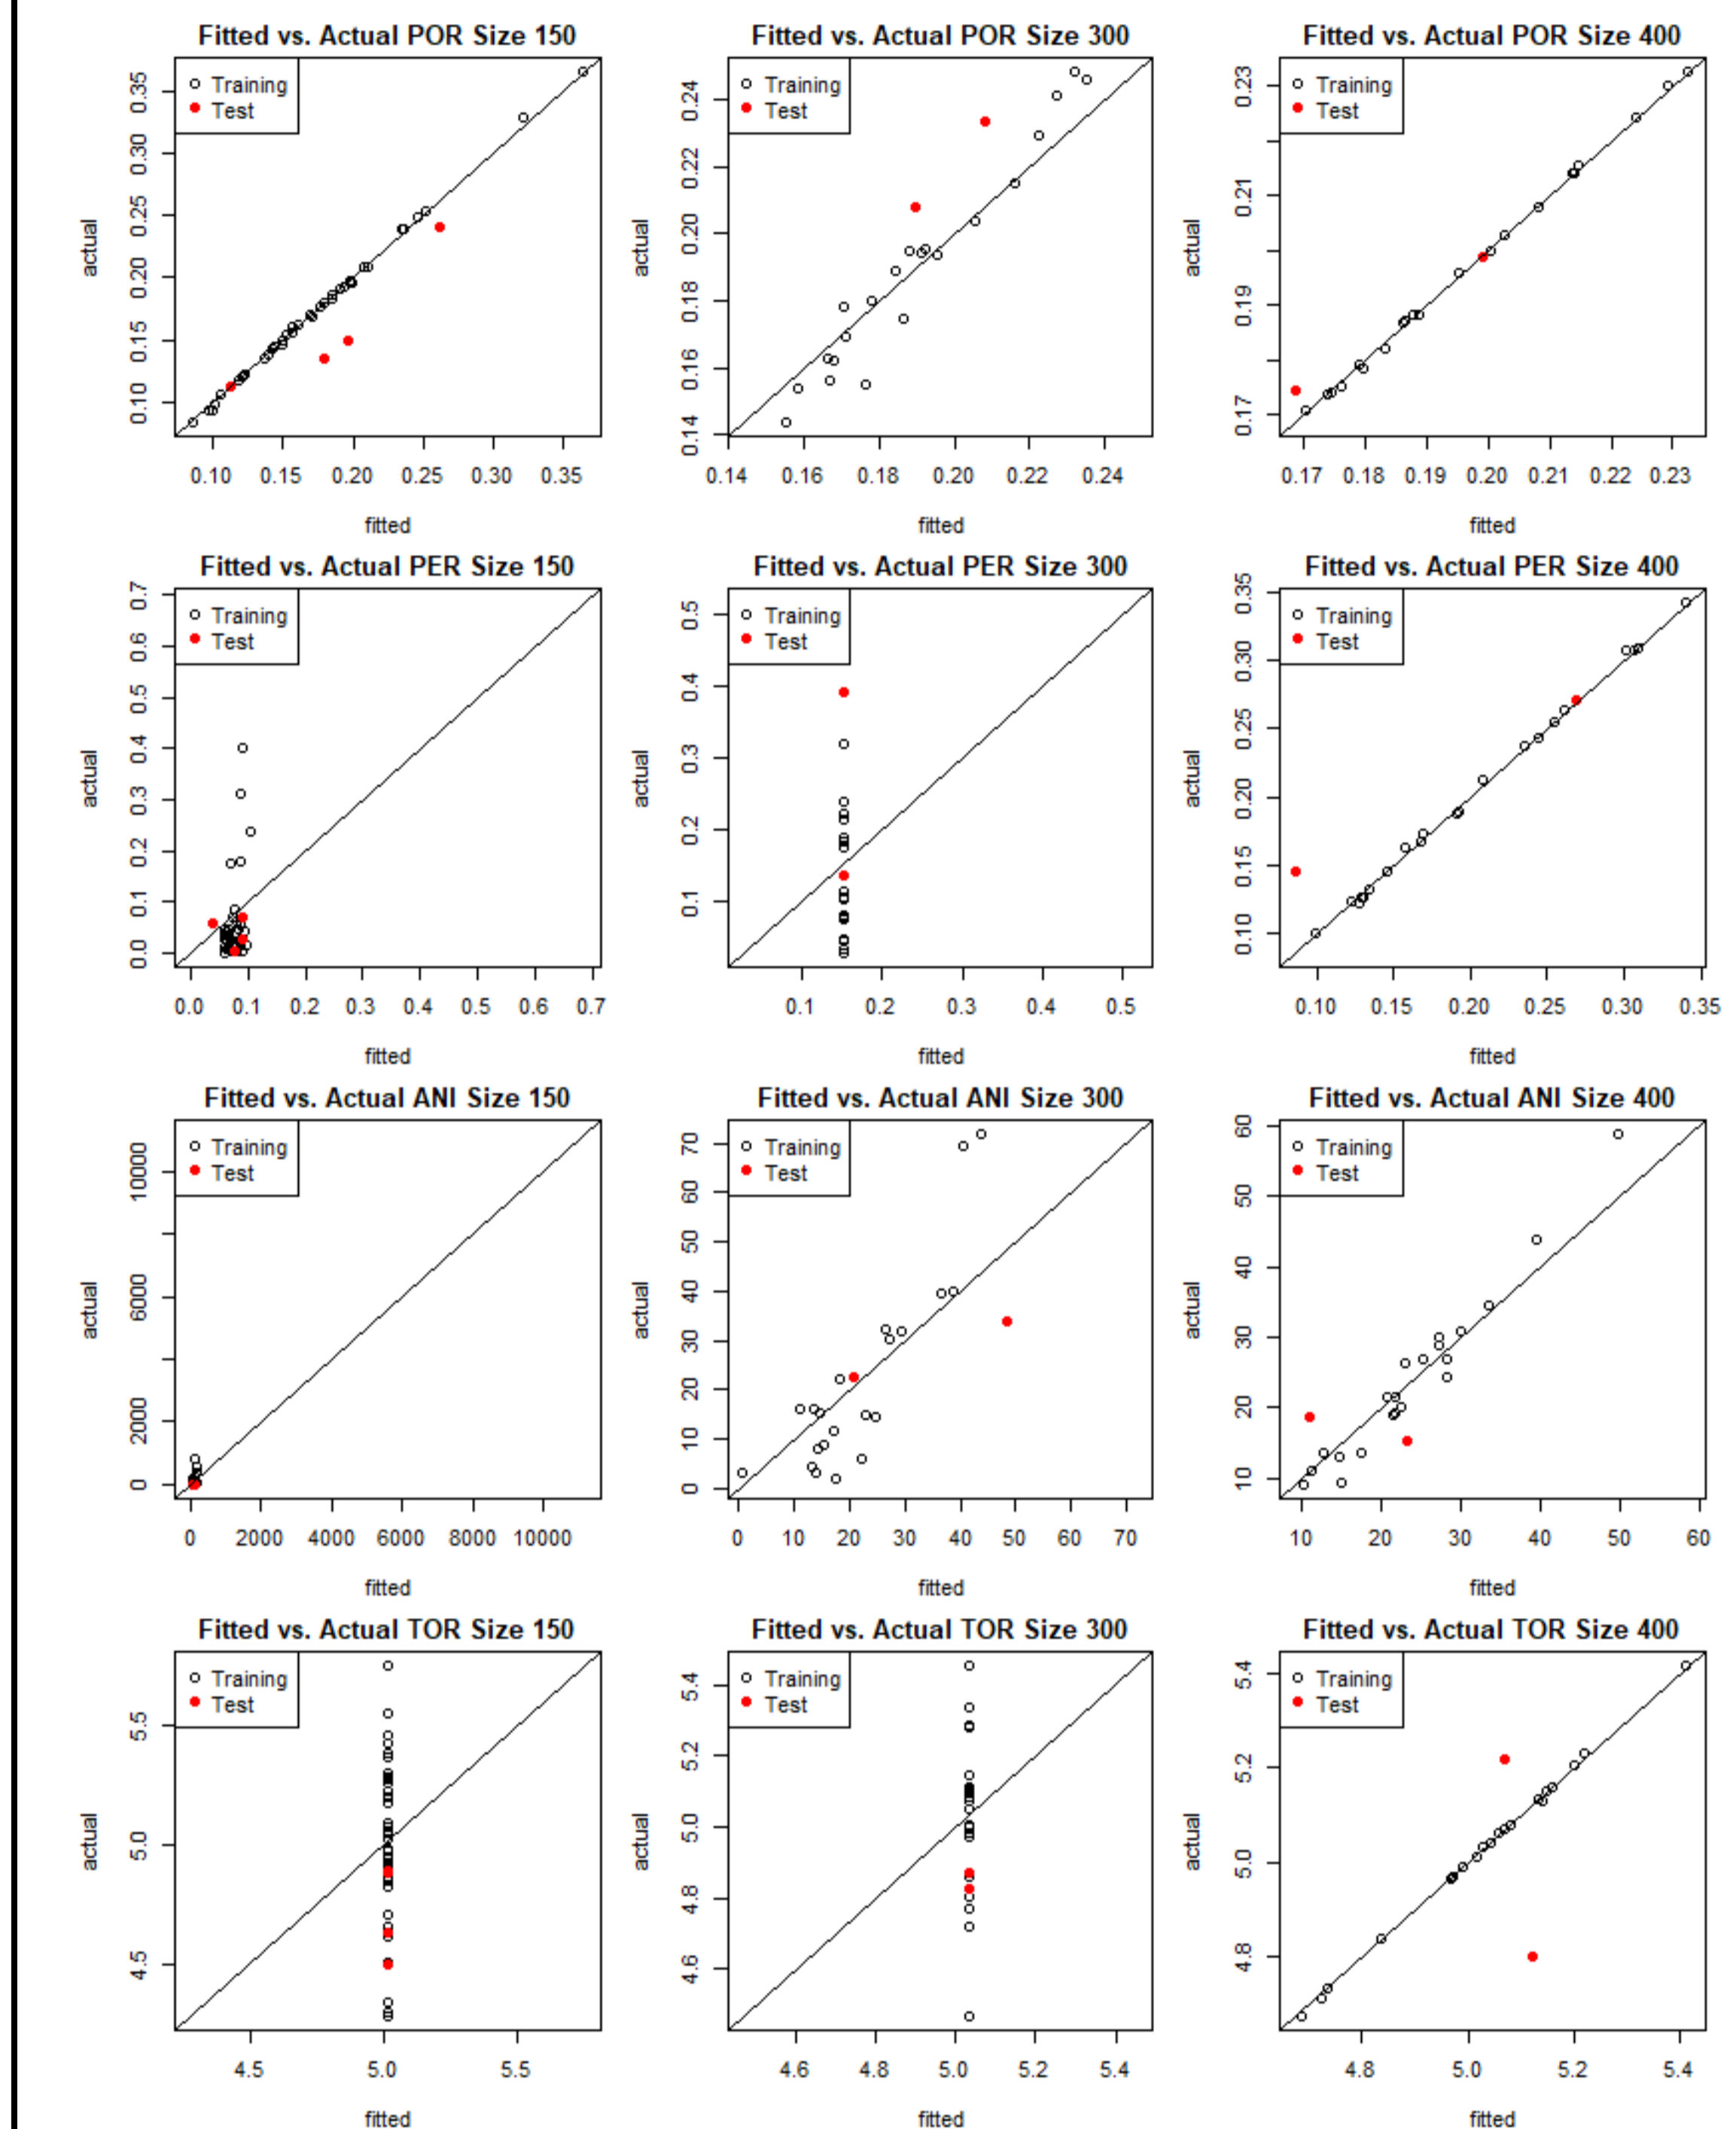 Fitted vs. Actual POR Size 150
Training
Test
actual
0.10 0.15 0.20 0.25 0.30 0.35
0.10 0.15 0.20 0.25 0.30 0.35
fitted
Fitted vs. Actual POR Size 300
Training
Test
actual
0.14 0.16 0.18 0.20 0.22 0.24
0.14 0.16 0.18 0.20 0.22 0.24
fitted
Fitted vs. Actual POR Size 400
Training
Test
actual
0.17 0.19 0.21 0.23
0.17 0.18 0.19 0.20 0.21 0.22 0.23
fitted
Fitted vs. Actual PER Size 150
Training
Test
actual
0.0 0.1 0.2 0.3 0.4 0.5 0.6 0.7
0.0 0.1 0.2 0.3 0.4 0.5 0.6 0.7
fitted
Fitted vs. Actual PER Size 300
Training
Test
actual
0.1 0.2 0.3 0.4 0.5
0.1 0.2 0.3 0.4 0.5
fitted
Fitted vs. Actual PER Size 400
Training
Test
actual
0.10 0.15 0.20 0.25 0.30 0.35
0.10 0.15 0.20 0.25 0.30 0.35
fitted
Fitted vs. Actual ANI Size 150
Training
Test
actual
0 2000 6000 10000
0 2000 4000 6000 8000 10000
fitted
Fitted vs. Actual ANI Size 300
Training
Test
actual
0 10 20 30 40 50 60 70
0 10 20 30 40 50 60 70
fitted
Fitted vs. Actual ANI Size 400
Training
Test
actual
10 20 30 40 50 60
10 20 30 40 50 60
fitted
Fitted vs. Actual TOR Size 150
Training
Test
actual
4.5 5.0 5.5
4.5 5.0 5.5
fitted
Fitted vs. Actual TOR Size 300
Training
Test
actual
4.6 4.8 5.0 5.2 5.4
4.6 4.8 5.0 5.2 5.4
fitted
Fitted vs. Actual TOR Size 400
Training
Test
actual
4.8 5.0 5.2 5.4
4.8 5.0 5.2 5.4
fitted